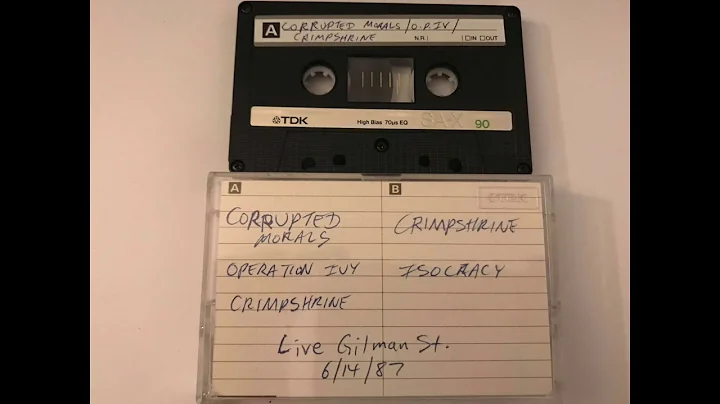 A CORRUPTED MORALS / O.P.IV /
CRIMPSHRINE
N.R. IN OUT
TDK High Bias 70μs EQ SA-X 90
A B
CORRUPTED CRIMPSHRINE
MORALS
OPERATION IVY ISOCRACY
CRIMPSHRINE
Live Gilman St.
6/14/87